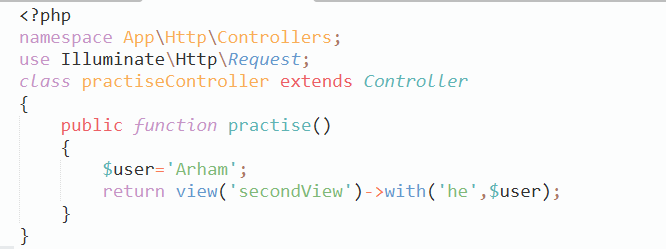 <?php
namespace App\Http\Controllers;
use Illuminate\Http\Request;
class practiseController extends Controller
{
    public function practise()
    {
        $user='Arham';
        return view('secondView')->with('he',$user);
    }
}